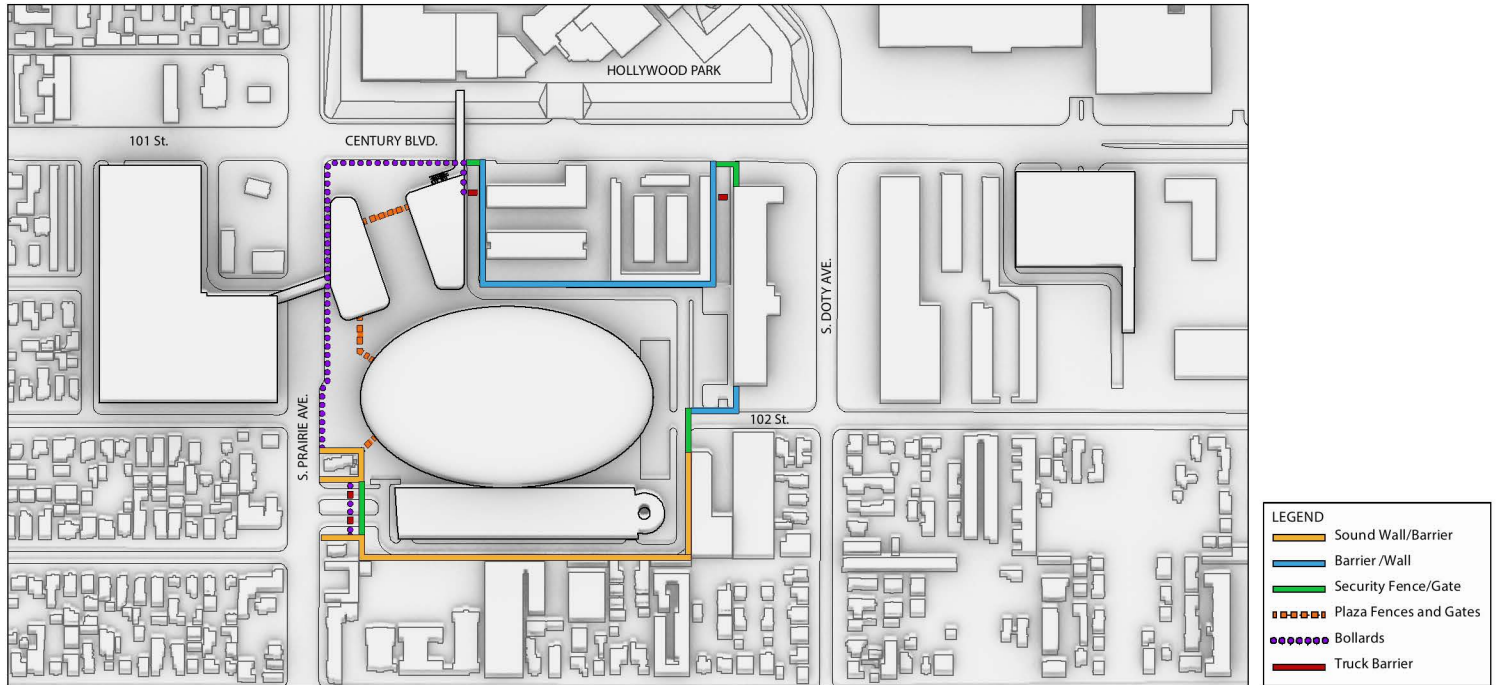 HOLLYWOOD PARK
101 St.
CENTURY BLVD.
S. DOTY AVE.
S. PRAIRIE AVE.
102 St.
LEGEND
Sound Wall/Barrier
Barrier /Wall
Security Fence/Gate
Plaza Fences and Gates
Bollards
Truck Barrier